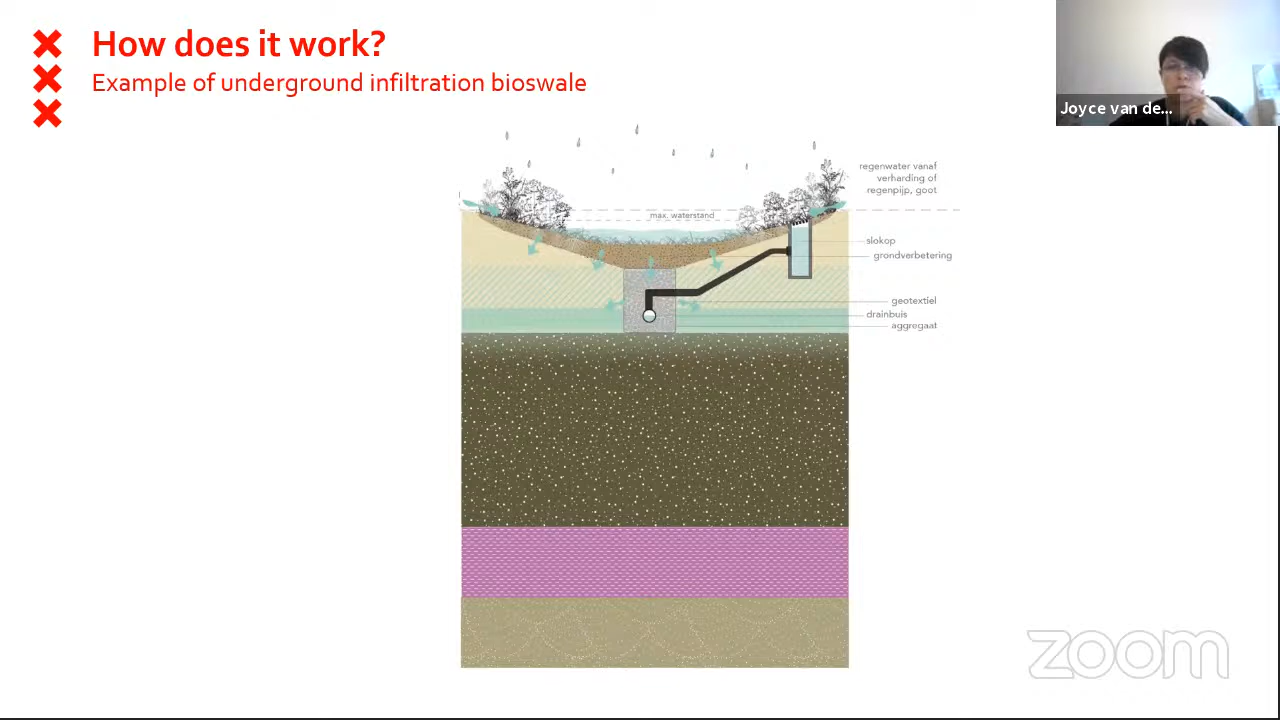 How does it work?
Example of underground infiltration bioswale
Joyce van de...
regenwater vanaf
verharding of
regenpijp, goot
max. waterstand
slokop
grondverbetering
geotextiel
drainbuis
aggregaat
zoom